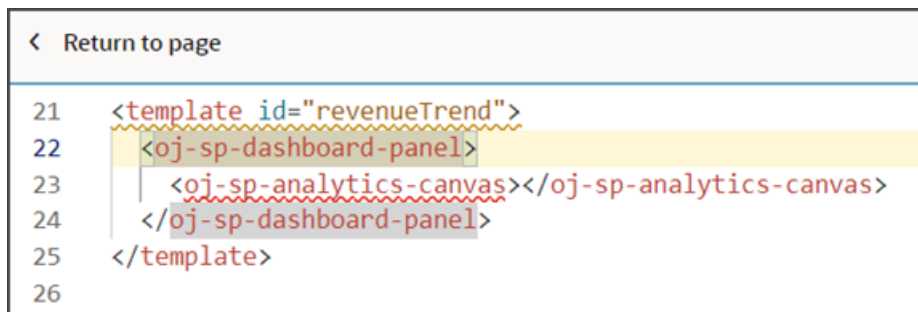 < Return to page
21 <template id="revenueTrend">
22 <oj-sp-dashboard-panel>
23 <oj-sp-analytics-canvas></oj-sp-analytics-canvas>
24 </oj-sp-dashboard-panel>
25 </template>
26